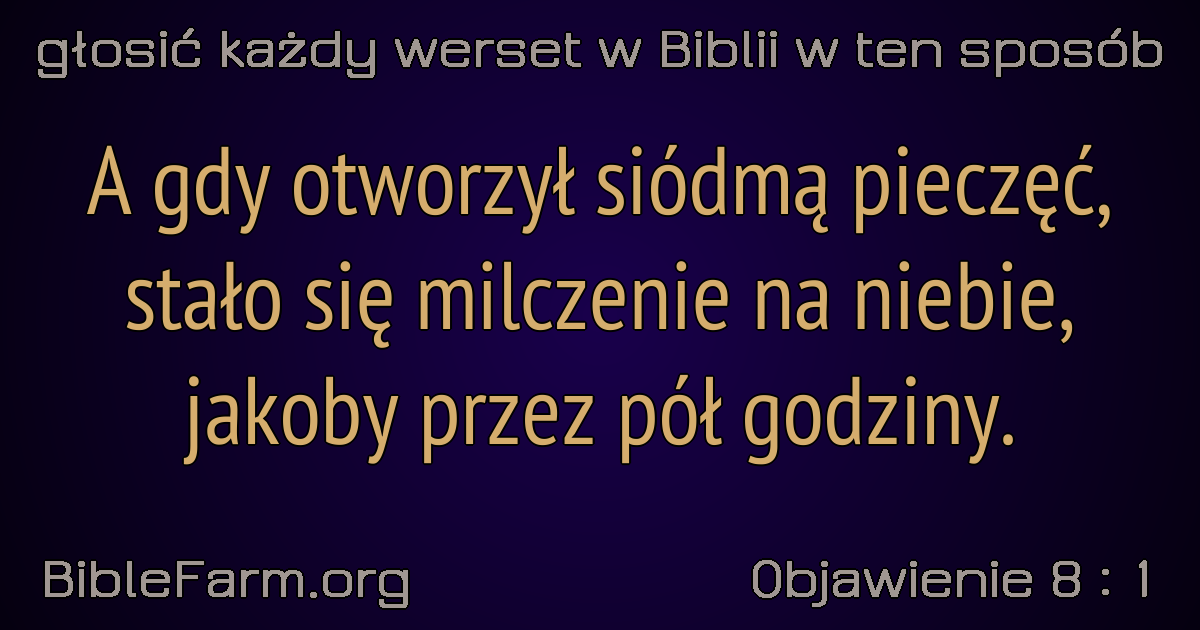 głosić każdy werset w Biblii w ten sposób
A gdy otworzył siódmą pieczęć,
stało się milczenie na niebie,
jakoby przez pół godziny.
BibleFarm.org
Objawienie 8 : 1